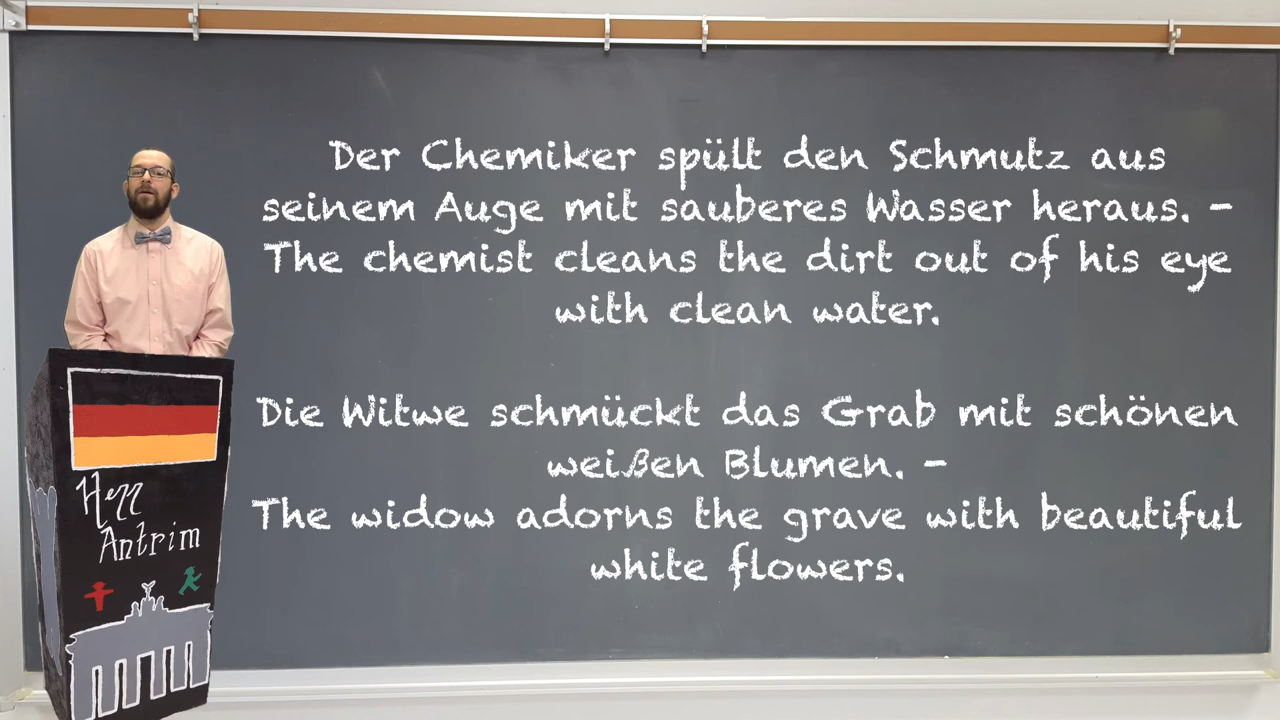 Der Chemiker spült den Schmutz aus
seinem Auge mit sauberes Wasser heraus. –
The chemist cleans the dirt out of his eye
with clean water.
Die Witwe schmückt das Grab mit schönen
weißen Blumen. –
The widow adorns the grave with beautiful
white flowers.
Herr
Antrim